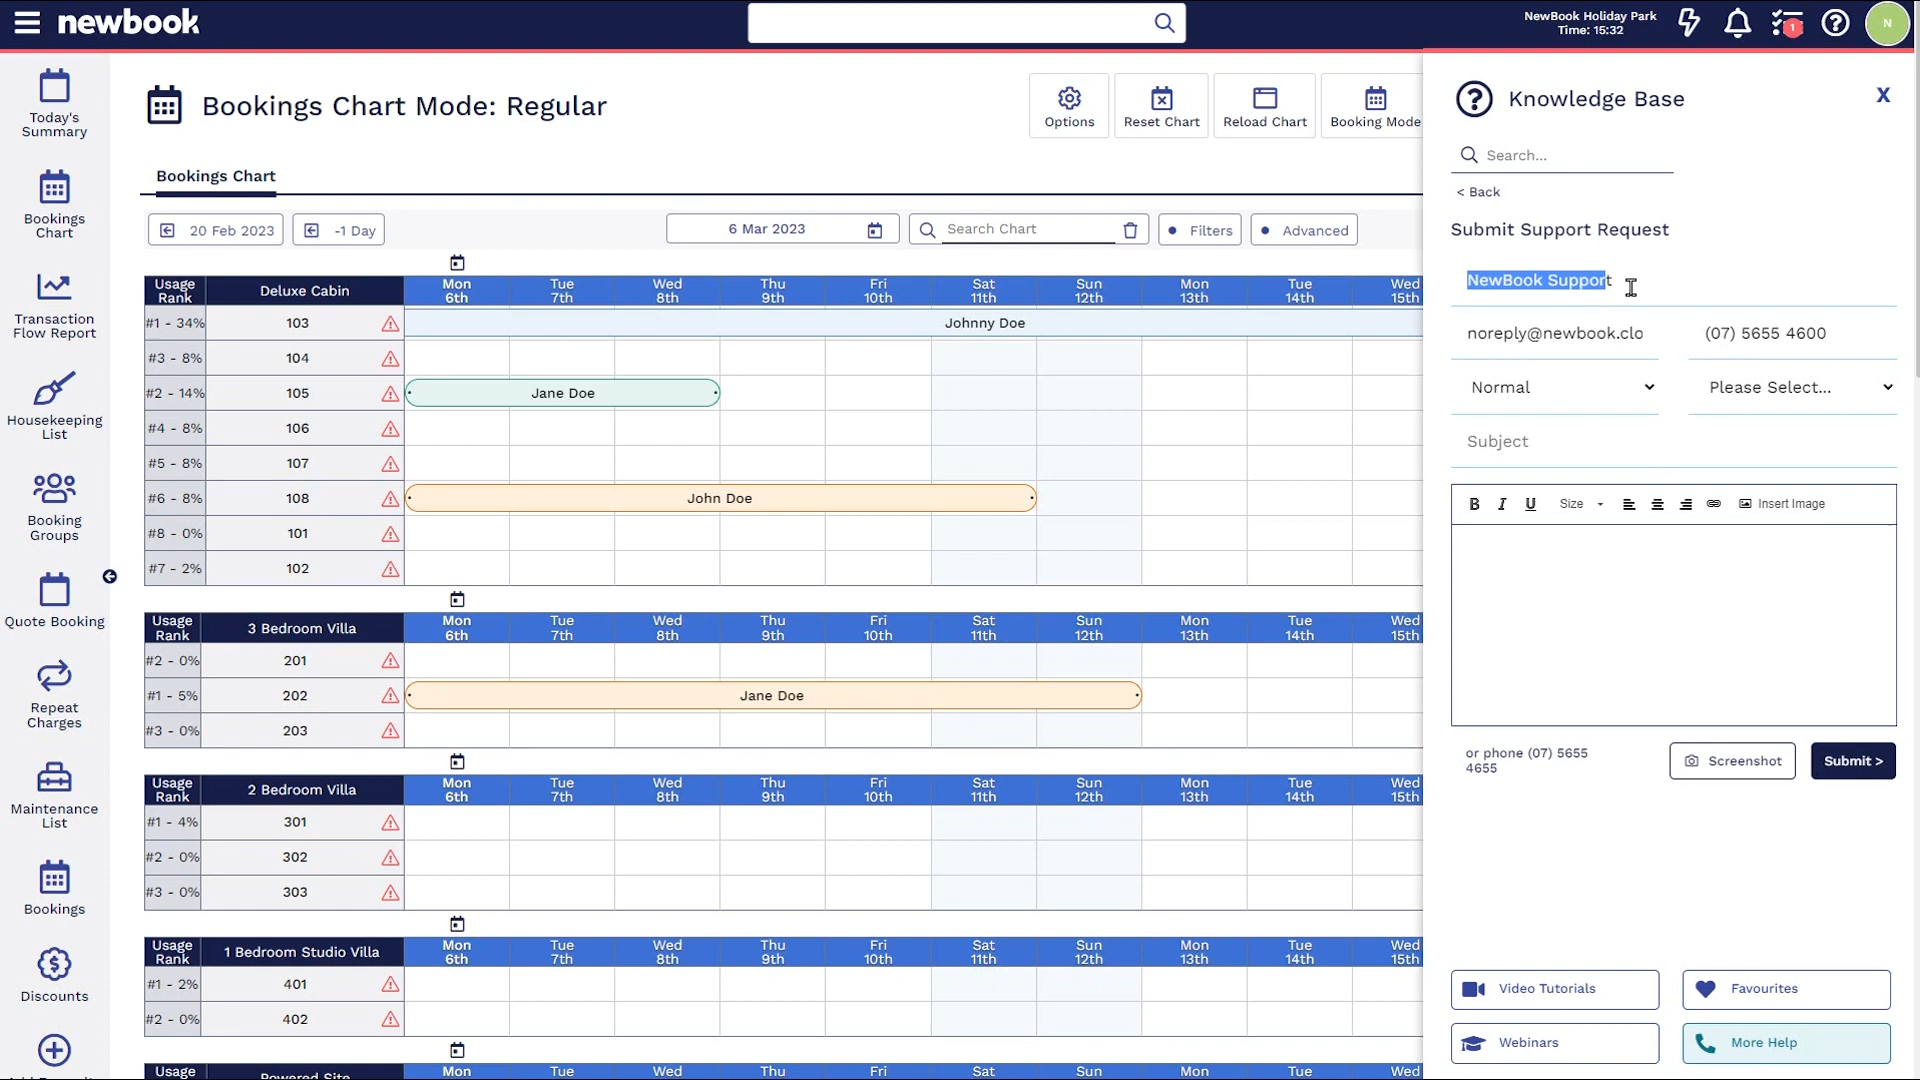 newbook
NewBook Holiday Park
Time: 15:32
1
N
Today's
Summary
Bookings
Chart
Transaction
Flow Report
Housekeeping
List
Booking
Groups
Quote Booking
Repeat
Charges
Maintenance
List
Bookings
Discounts
Bookings Chart Mode: Regular
Options
Reset Chart
Reload Chart
Booking Mode
Bookings Chart
20 Feb 2023
-1 Day
6 Mar 2023
Search Chart
Filters
Advanced
Usage Rank Deluxe Cabin Mon 6th Tue 7th Wed 8th Thu 9th Fri 10th Sat 11th Sun 12th Mon 13th Tue 14th Wed 15th
#1 - 34% 103 Johnny Doe
#3 - 8% 104
#2 - 14% 105 Jane Doe
#4 - 8% 106
#5 - 8% 107
#6 - 8% 108 John Doe
#8 - 0% 101
#7 - 2% 102
Usage Rank 3 Bedroom Villa Mon 6th Tue 7th Wed 8th Thu 9th Fri 10th Sat 11th Sun 12th Mon 13th Tue 14th Wed 15th
#2 - 0% 201
#1 - 5% 202 Jane Doe
#3 - 0% 203
Usage Rank 2 Bedroom Villa Mon 6th Tue 7th Wed 8th Thu 9th Fri 10th Sat 11th Sun 12th Mon 13th Tue 14th Wed 15th
#1 - 4% 301
#2 - 0% 302
#3 - 0% 303
Usage Rank 1 Bedroom Studio Villa Mon 6th Tue 7th Wed 8th Thu 9th Fri 10th Sat 11th Sun 12th Mon 13th Tue 14th Wed 15th
#1 - 2% 401
#2 - 0% 402
Usage Powered Site Mon Tue Wed Thu Fri Sat Sun Mon Tue Wed
Knowledge Base
X
Search...
< Back
Submit Support Request
NewBook Support
noreply@newbook.clo
(07) 5655 4600
Normal
Please Select...
Subject
B I U Size Insert Image
or phone (07) 5655
4655
Screenshot
Submit >
Video Tutorials
Favourites
Webinars
More Help